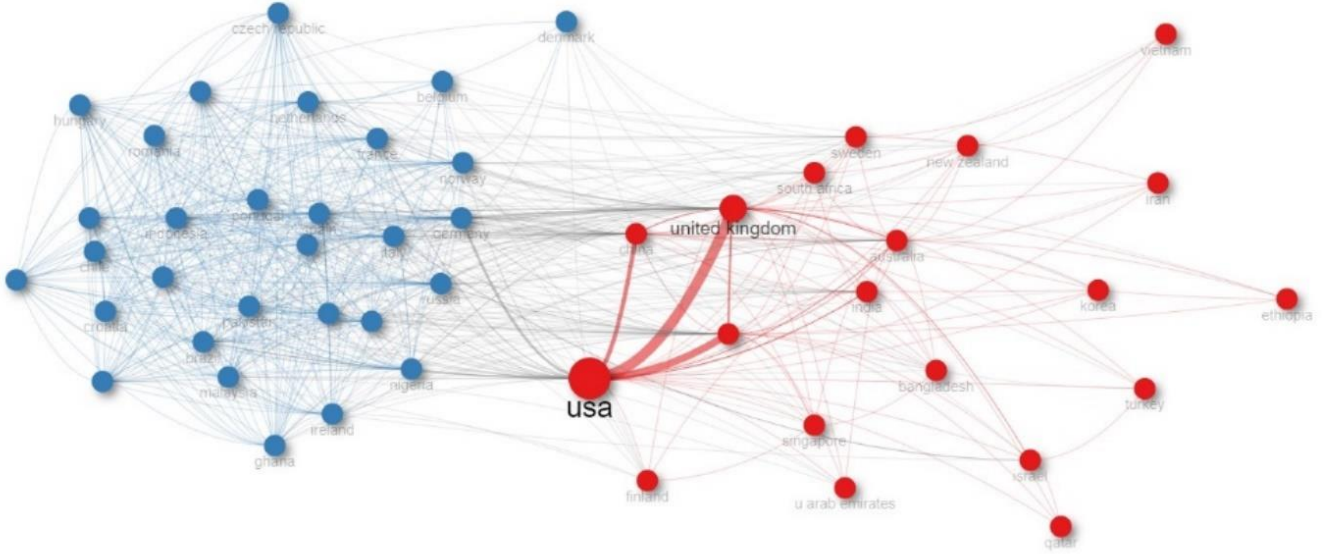 czech republic
denmark
vietnam
belgium
hungary
netherlands
romania
france
sweden
new zealand
norway
south africa
iran
portugal
indonesia
germany
united kingdom
china
italy
australia
chile
russia
india
korea
croatia
pakistan
ethiopia
brazil
malaysia
nigeria
bangladesh
usa
turkey
ireland
singapore
ghana
israel
finland
u arab emirates
qatar